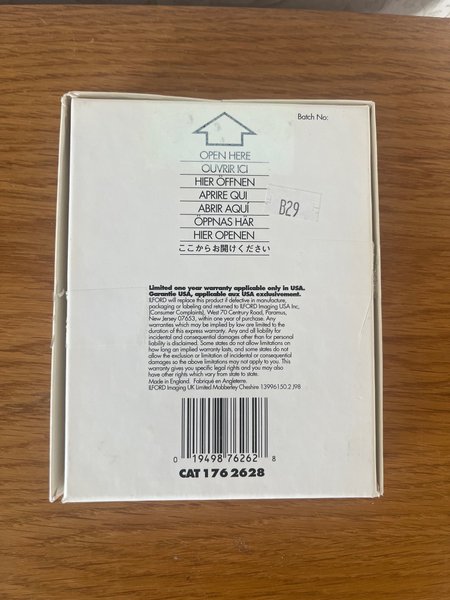 Batch No:
OPEN HERE
OUVRIR ICI
HIER ÖFFNEN
APRIRE QUI
ABRIR AQUÍ
ÖPPNAS HÄR
HIER OPENEN
ここからお開けください
B29
Limited one year warranty applicable only in USA.
Garantie USA, applicable aux USA exclusivement.
ILFORD will replace this product if defective in manufacture,
packaging or labeling and returned to ILFORD Imaging USA Inc,
(Consumer Complaints), West 70 Century Road, Paramus,
New Jersey 07653, within one year of purchase. Any
warranties which may be implied by law are limited to the
duration of this express warranty. Any and all liability for
incidental and consequential damages other than for personal
liability is disclaimed. Some states do not allow limitations on
how long an implied warranty lasts, and some states do not
allow the exclusion or limitation of incidental or consequential
damages so the above limitations may not apply to you. This
warranty gives you specific legal rights and you may also
have other rights which vary from state to state.
Made in England. Fabriqué en Angleterre.
ILFORD Imaging UK Limited Mobberley Cheshire 13996150.2 J98
0 19498 76262 8
CAT 176 2628